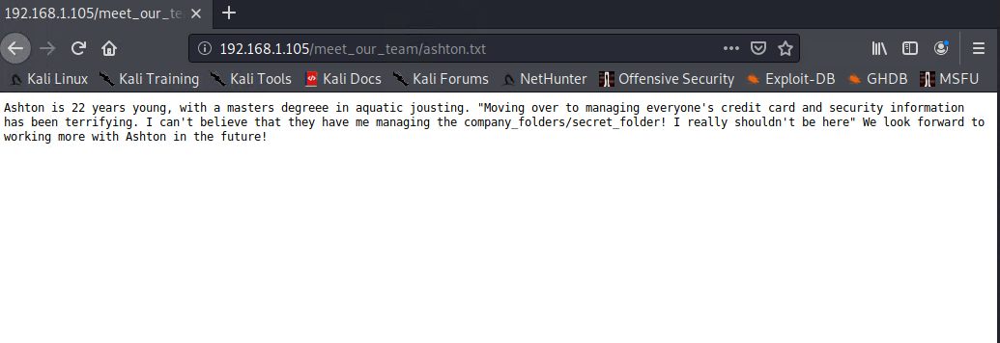 192.168.1.105/meet_our_te
192.168.1.105/meet_our_team/ashton.txt
Kali Linux Kali Training Kali Tools Kali Docs Kali Forums NetHunter Offensive Security Exploit-DB GHDB MSFU
Ashton is 22 years young, with a masters degreee in aquatic jousting. "Moving over to managing everyone's credit card and security information
has been terrifying. I can't believe that they have me managing the company_folders/secret_folder! I really shouldn't be here" We look forward to
working more with Ashton in the future!